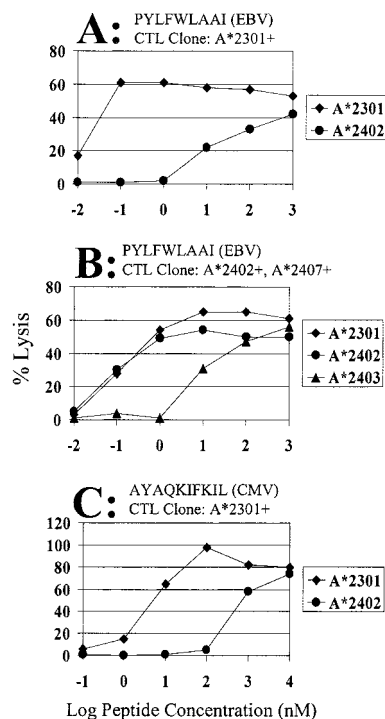 A: PYLFWLAAI (EBV)
CTL Clone: A*2301+
80
60
40
20
0
-2 -1 0 1 2 3
A*2301
A*2402
B: PYLFWLAAI (EBV)
CTL Clone: A*2402+, A*2407+
% Lysis
80
60
40
20
0
-2 -1 0 1 2 3
A*2301
A*2402
A*2403
C: AYAQKIFKIL (CMV)
CTL Clone: A*2301+
120
100
80
60
40
20
0
-1 0 1 2 3 4
A*2301
A*2402
Log Peptide Concentration (nM)